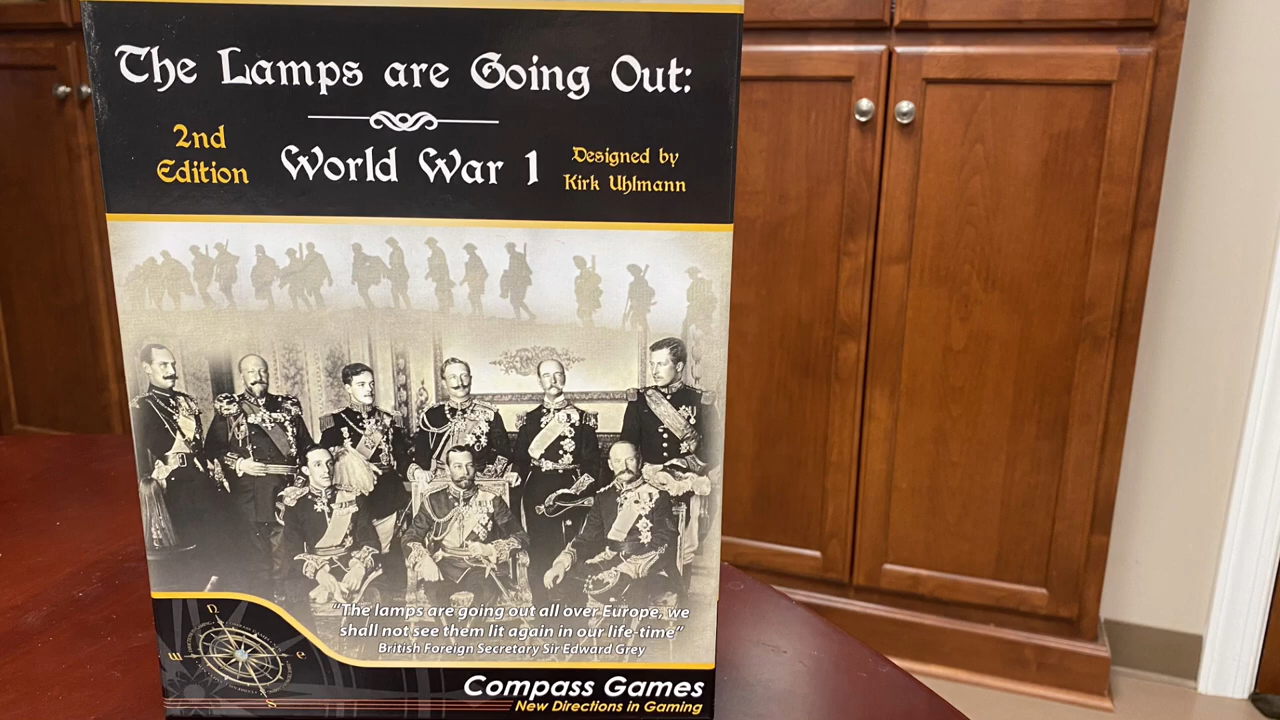 The Lamps are Going Out:
2nd
Edition
World War 1
Designed by
Kirk Uhlmann
"The lamps are going out all over Europe, we
shall not see them lit again in our life-time"
British Foreign Secretary Sir Edward Grey
n
w
e
s
Compass Games
New Directions in Gaming